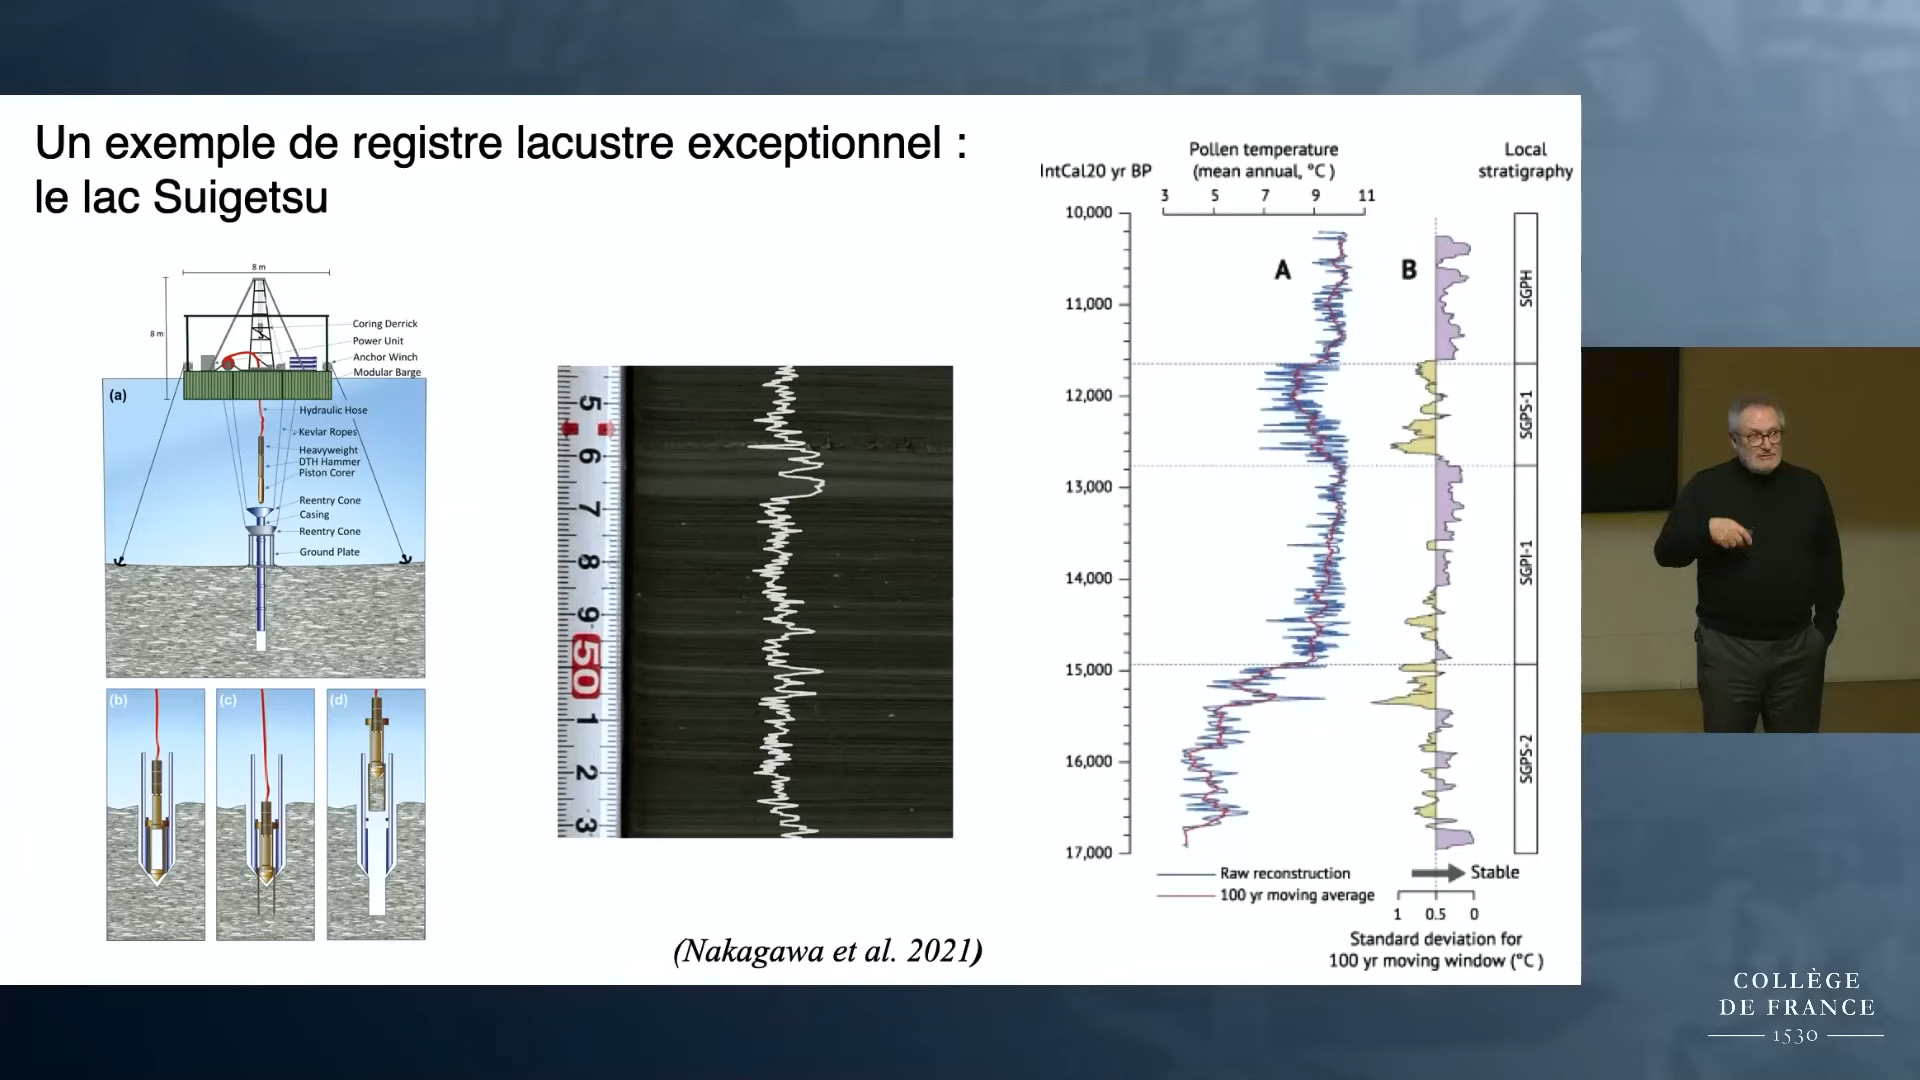 Un exemple de registre lacustre exceptionnel :
le lac Suigetsu
8 m
8 m
Coring Derrick
Power Unit
Anchor Winch
Modular Barge
(a)
Hydraulic Hose
Kevlar Ropes
Heavyweight
DTH Hammer
Piston Corer
Reentry Cone
Casing
Reentry Cone
Ground Plate
(b)
(c)
(d)
5
6
7
8
9
50
1
2
3
(Nakagawa et al. 2021)
IntCal20 yr BP
Pollen temperature
(mean annual, °C)
3 5 7 9 11
Local
stratigraphy
10,000
11,000
12,000
13,000
14,000
15,000
16,000
17,000
A
B
SGPH
SGPS-1
SGPI-1
SGPS-2
Raw reconstruction
100 yr moving average
Stable
1 0.5 0
Standard deviation for
100 yr moving window (°C)
COLLÈGE
DE FRANCE
1530